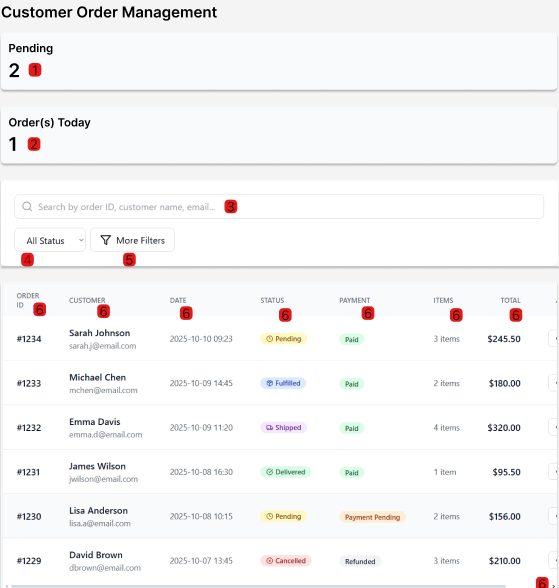 Customer Order Management
Pending
2 1
Order(s) Today
1 2
Search by order ID, customer name, email... 3
All Status More Filters
4 5
ORDER ID CUSTOMER DATE STATUS PAYMENT ITEMS TOTAL
6 6 6 6 6 6 6
#1234 Sarah Johnson 2025-10-10 09:23 Pending Paid 3 items $245.50
sarah.j@email.com
#1233 Michael Chen 2025-10-09 14:45 Fulfilled Paid 2 items $180.00
mchen@email.com
#1232 Emma Davis 2025-10-09 11:20 Shipped Paid 4 items $320.00
emma.d@email.com
#1231 James Wilson 2025-10-08 16:30 Delivered Paid 1 item $95.50
jwilson@email.com
#1230 Lisa Anderson 2025-10-08 10:15 Pending Payment Pending 2 items $156.00
lisa.a@email.com
#1229 David Brown 2025-10-07 13:45 Cancelled Refunded 3 items $210.00
dbrown@email.com
6